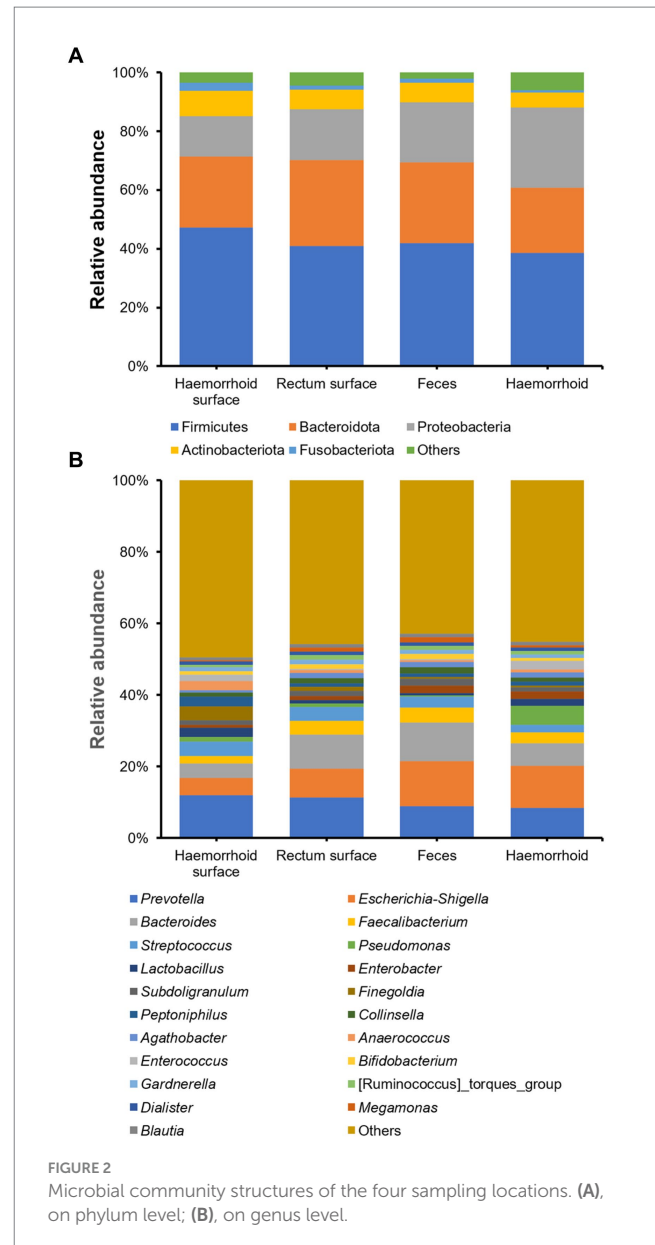 A
100%
80%
60%
40%
20%
0%
Relative abundance
Haemorrhoid surface
Rectum surface
Feces
Haemorrhoid
Firmicutes
Bacteroidota
Proteobacteria
Actinobacteriota
Fusobacteriota
Others
B
100%
80%
60%
40%
20%
0%
Relative abundance
Haemorrhoid surface
Rectum surface
Feces
Haemorrhoid
Prevotella
Escherichia-Shigella
Bacteroides
Faecalibacterium
Streptococcus
Pseudomonas
Lactobacillus
Enterobacter
Subdoligranulum
Finegoldia
Peptoniphilus
Collinsella
Agathobacter
Anaerococcus
Enterococcus
Bifidobacterium
Gardnerella
[Ruminococcus]_torques_group
Dialister
Megamonas
Blautia
Others
FIGURE 2
Microbial community structures of the four sampling locations. (A),
on phylum level; (B), on genus level.